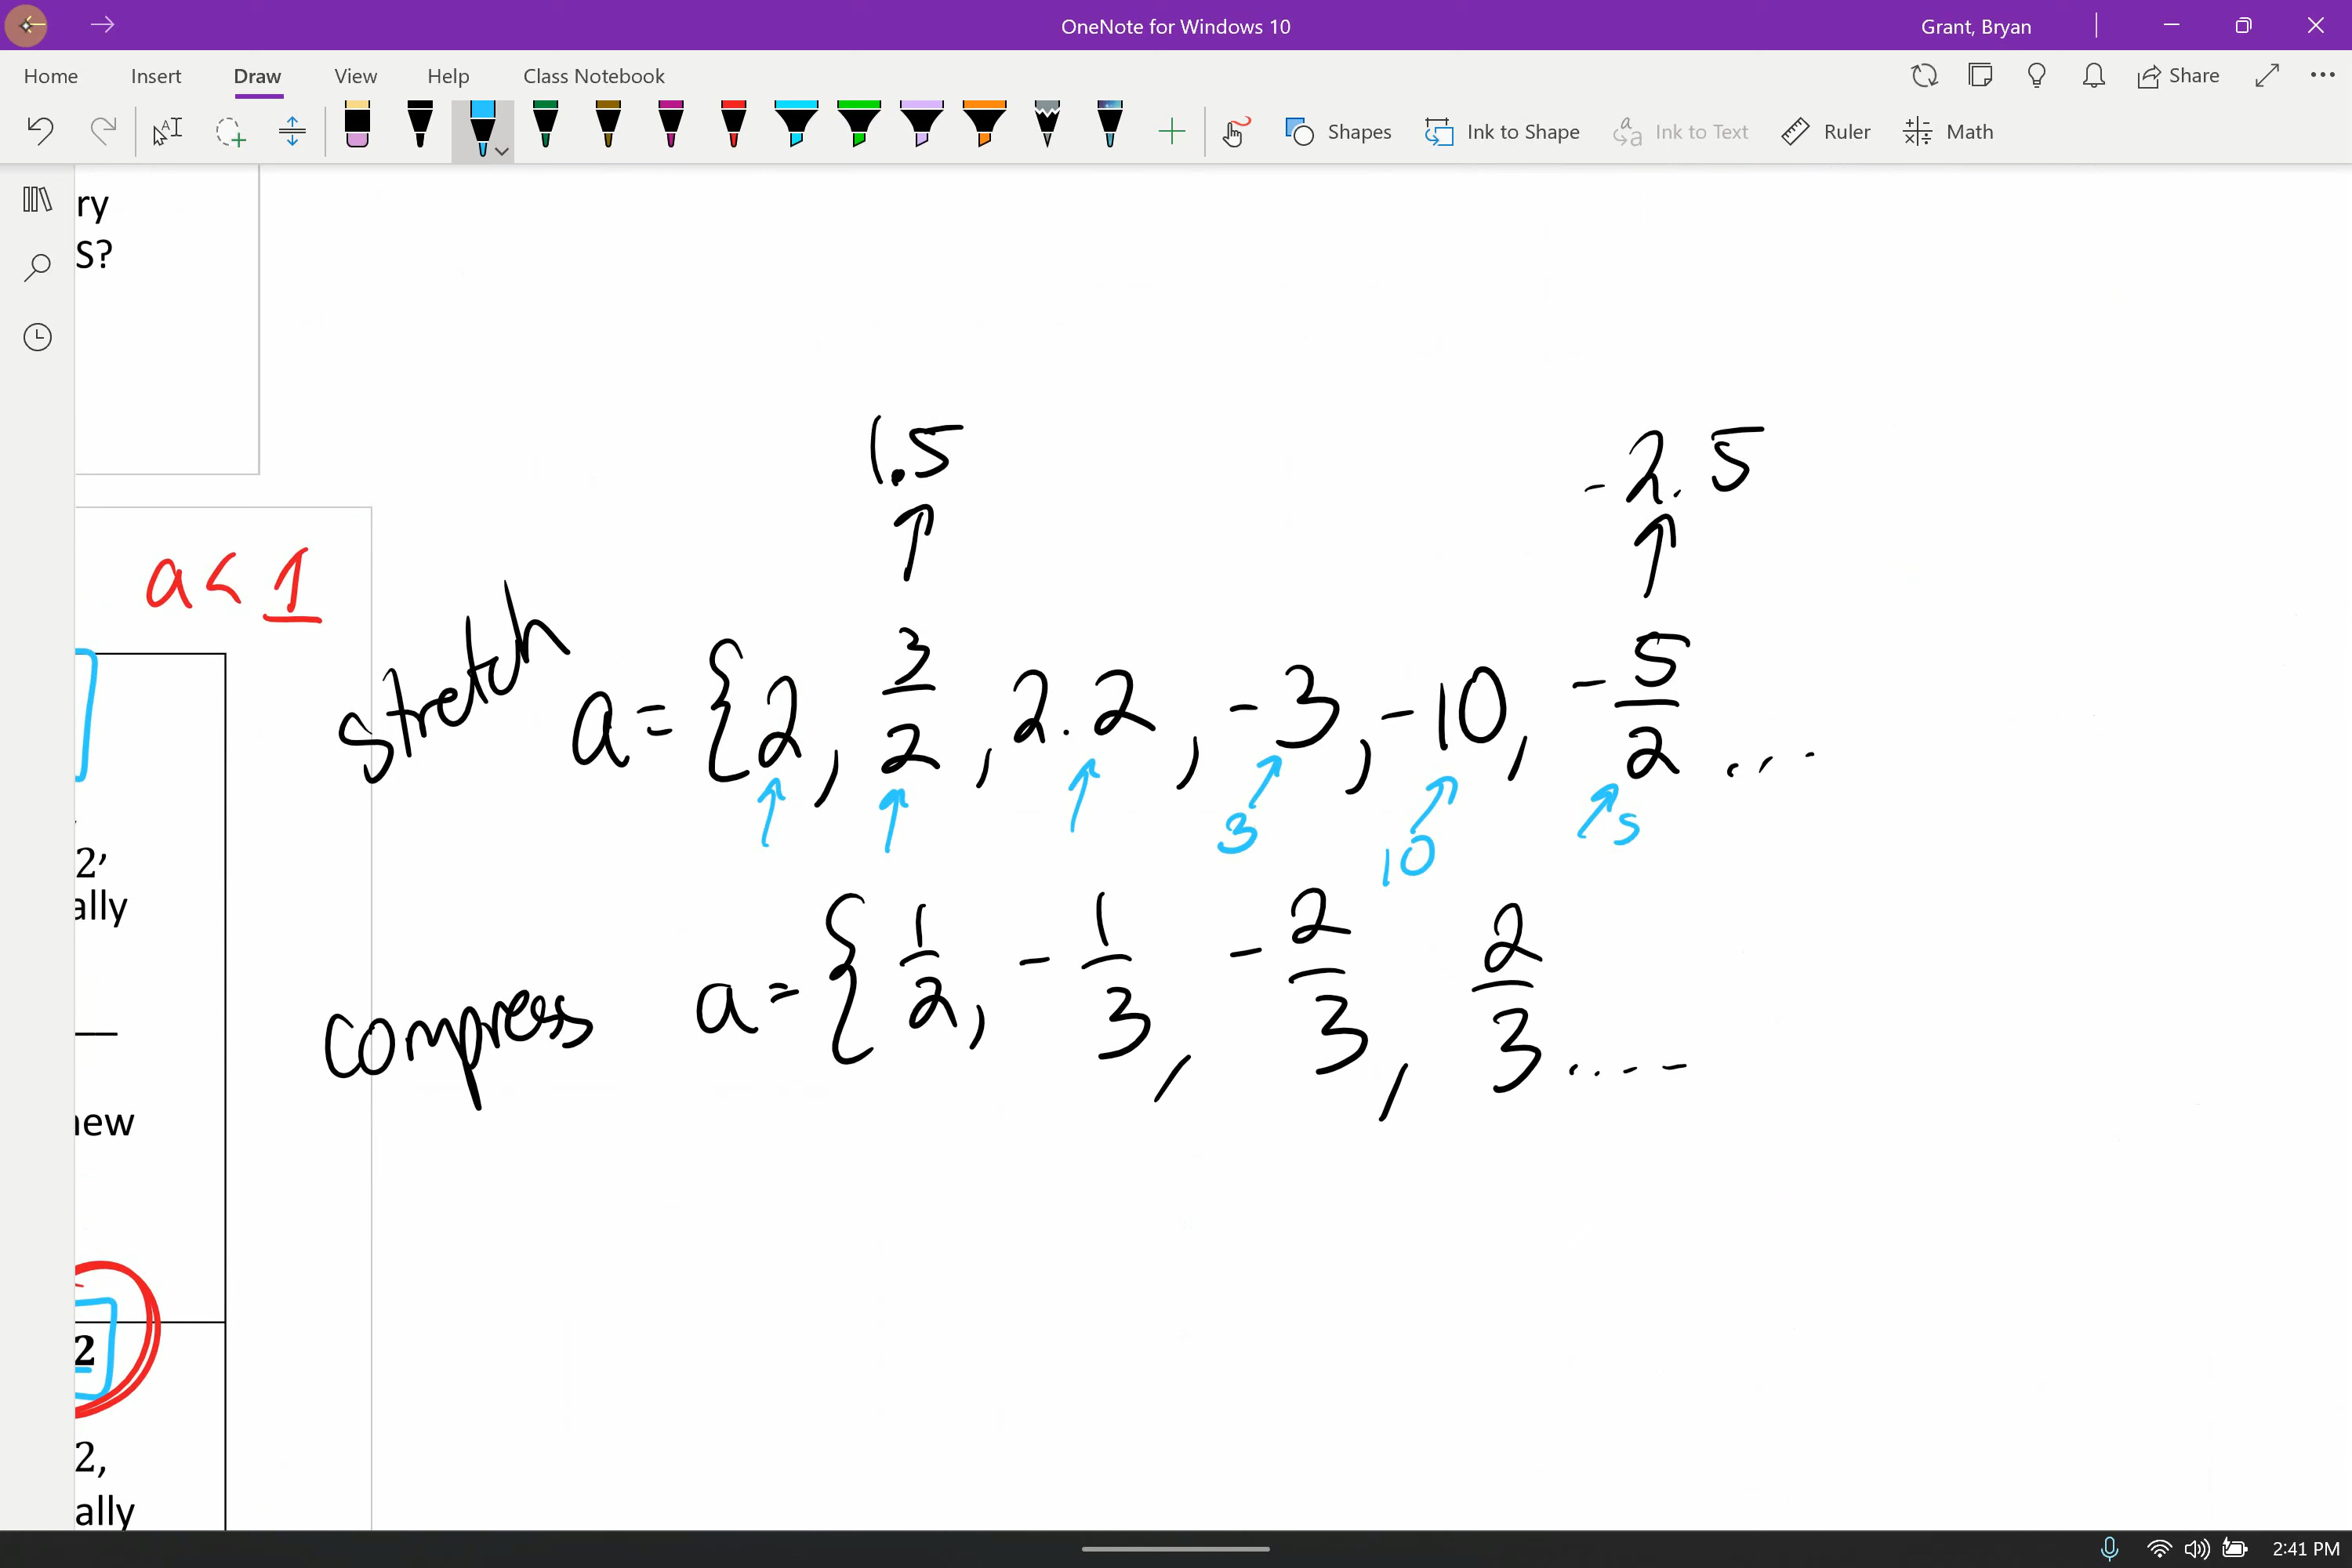 OneNote for Windows 10
Grant, Bryan
Home Insert Draw View Help Class Notebook
Share
Shapes Ink to Shape Ink to Text Ruler Math
ry
S?
1.5
-2.5
a < 1
stretch a = { 2, 3/2, 2.2, -3, -10, -5/2 ...
3 10 5
2,
ally
compress a = { 1/2, -1/3, -2/3, 2/3 ....
ew
2
2,
ally
2:41 PM